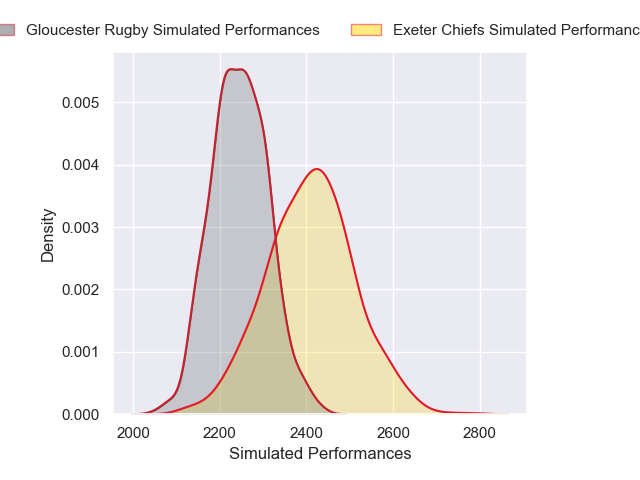 Gloucester Rugby Simulated Performances
Exeter Chiefs Simulated Performanc
0.005
0.004
0.003
0.002
0.001
0.000
Density
2000 2200 2400 2600 2800
Simulated Performances